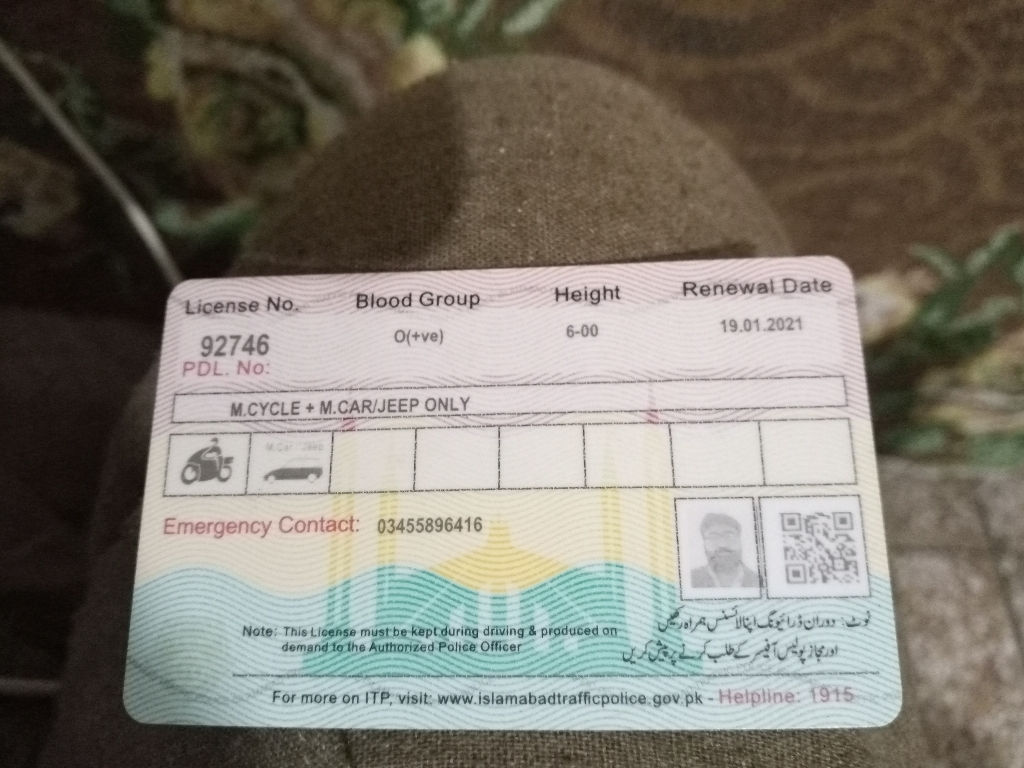 License No. Blood Group Height Renewal Date
92746 O(+ve) 6-00 19.01.2021
PDL. No:
M.CYCLE + M.CAR/JEEP ONLY
M.Car / Jeep
Emergency Contact: 03455896416
Note: This License must be kept during driving & produced on
demand to the Authorized Police Officer
نوٹ: دوران ڈرائیونگ اپنا لائسنس ہمراہ رکھیں
اور مجاز پولیس آفیسر کے طلب کرنے پر پیش کریں
For more on ITP, visit: www.islamabadtrafficpolice.gov.pk - Helpline: 1915